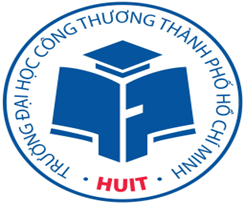 TRƯỜNG ĐẠI HỌC CÔNG THƯƠNG THÀNH PHỐ HỒ CHÍ MINH
HUIT